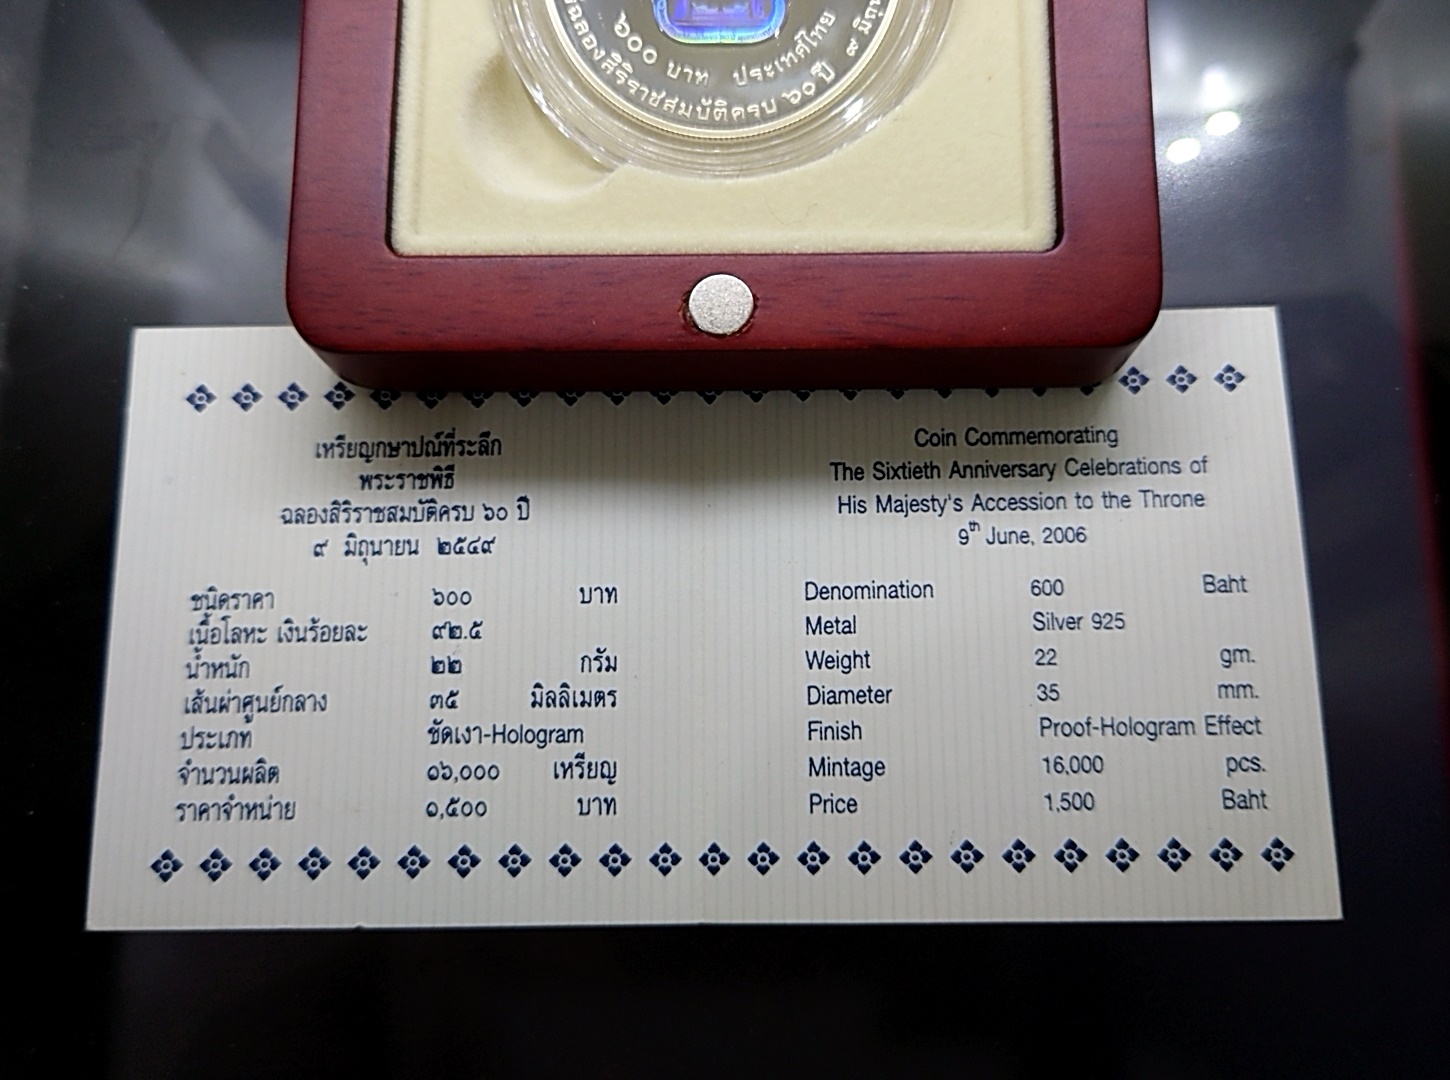 ๖๐๐ บาท ประเทศไทย
ฉลองสิริราชสมบัติครบ ๖๐ ปี ๙
เหรียญกษาปณ์ที่ระลึก
พระราชพิธี
ฉลองสิริราชสมบัติครบ ๖๐ ปี
๙ มิถุนายน ๒๕๔๙
ชนิดราคา ๖๐๐ บาท
เนื้อโลหะ เงินร้อยละ ๙๒.๕
น้ำหนัก ๒๒ กรัม
เส้นผ่าศูนย์กลาง ๓๕ มิลลิเมตร
ประเภท ขัดเงา-Hologram
จำนวนผลิต ๑๖,๐๐๐ เหรียญ
ราคาจำหน่าย ๑,๕๐๐ บาท
Coin Commemorating
The Sixtieth Anniversary Celebrations of
His Majesty's Accession to the Throne
9th June, 2006
Denomination 600 Baht
Metal Silver 925
Weight 22 gm.
Diameter 35 mm.
Finish Proof-Hologram Effect
Mintage 16,000 pcs.
Price 1,500 Baht